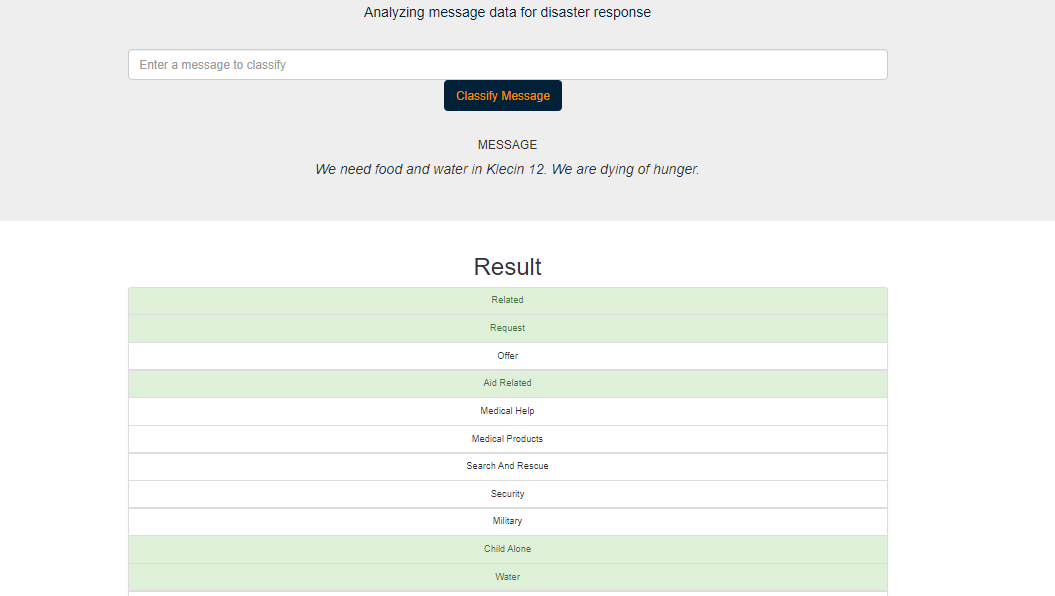 Analyzing message data for disaster response
Enter a message to classify
Classify Message
MESSAGE
We need food and water in Klecin 12. We are dying of hunger.
Result
Related
Request
Offer
Aid Related
Medical Help
Medical Products
Search And Rescue
Security
Military
Child Alone
Water